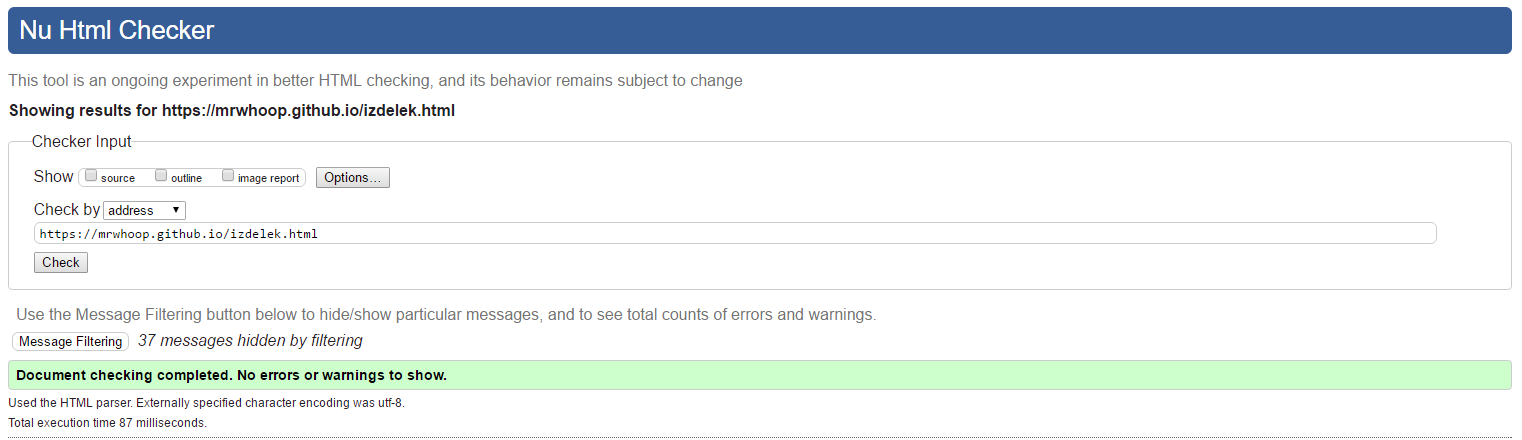 Nu Html Checker
This tool is an ongoing experiment in better HTML checking, and its behavior remains subject to change
Showing results for https://mrwhoop.github.io/izdelek.html
Checker Input
Show source outline image report Options...
Check by address
https://mrwhoop.github.io/izdelek.html
Check
Use the Message Filtering button below to hide/show particular messages, and to see total counts of errors and warnings.
Message Filtering 37 messages hidden by filtering
Document checking completed. No errors or warnings to show.
Used the HTML parser. Externally specified character encoding was utf-8.
Total execution time 87 milliseconds.